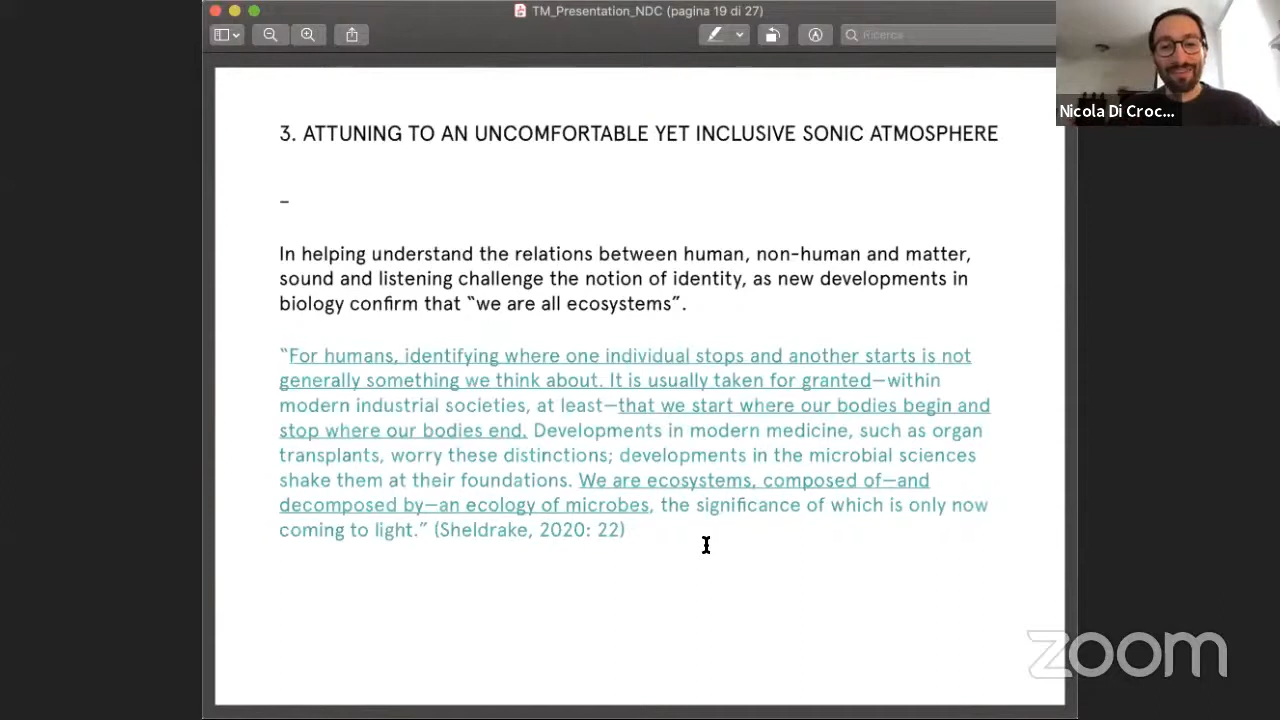 TM_Presentation_NDC (pagina 19 di 27)
Ricerca
Nicola Di Croc...
3. ATTUNING TO AN UNCOMFORTABLE YET INCLUSIVE SONIC ATMOSPHERE
–
In helping understand the relations between human, non-human and matter,
sound and listening challenge the notion of identity, as new developments in
biology confirm that “we are all ecosystems”.
“For humans, identifying where one individual stops and another starts is not
generally something we think about. It is usually taken for granted—within
modern industrial societies, at least—that we start where our bodies begin and
stop where our bodies end. Developments in modern medicine, such as organ
transplants, worry these distinctions; developments in the microbial sciences
shake them at their foundations. We are ecosystems, composed of—and
decomposed by—an ecology of microbes, the significance of which is only now
coming to light.” (Sheldrake, 2020: 22)
zoom